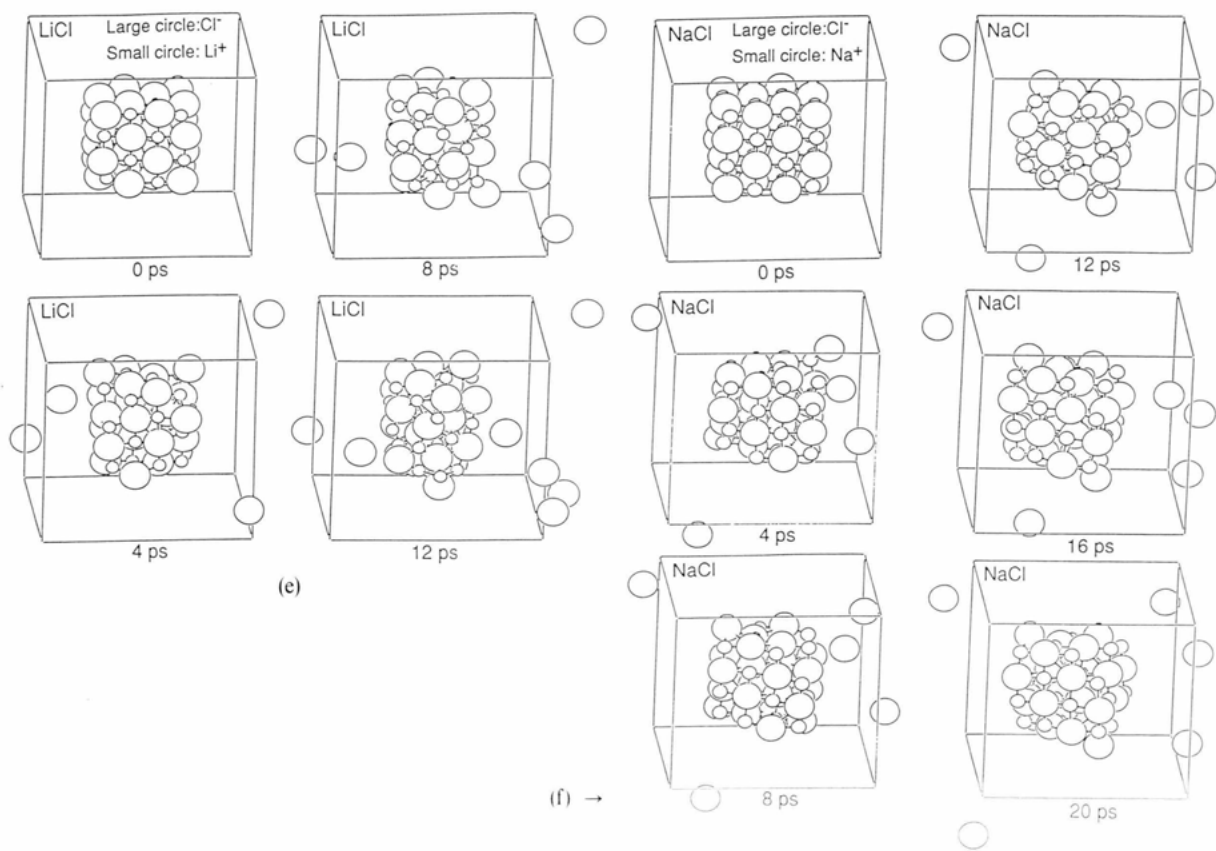 LiCl
Large circle:Cl⁻
Small circle: Li⁺
0 ps
LiCl
8 ps
LiCl
4 ps
LiCl
12 ps
(e)
NaCl
Large circle:Cl⁻
Small circle: Na⁺
0 ps
NaCl
12 ps
NaCl
4 ps
NaCl
16 ps
NaCl
8 ps
NaCl
20 ps
(f) →